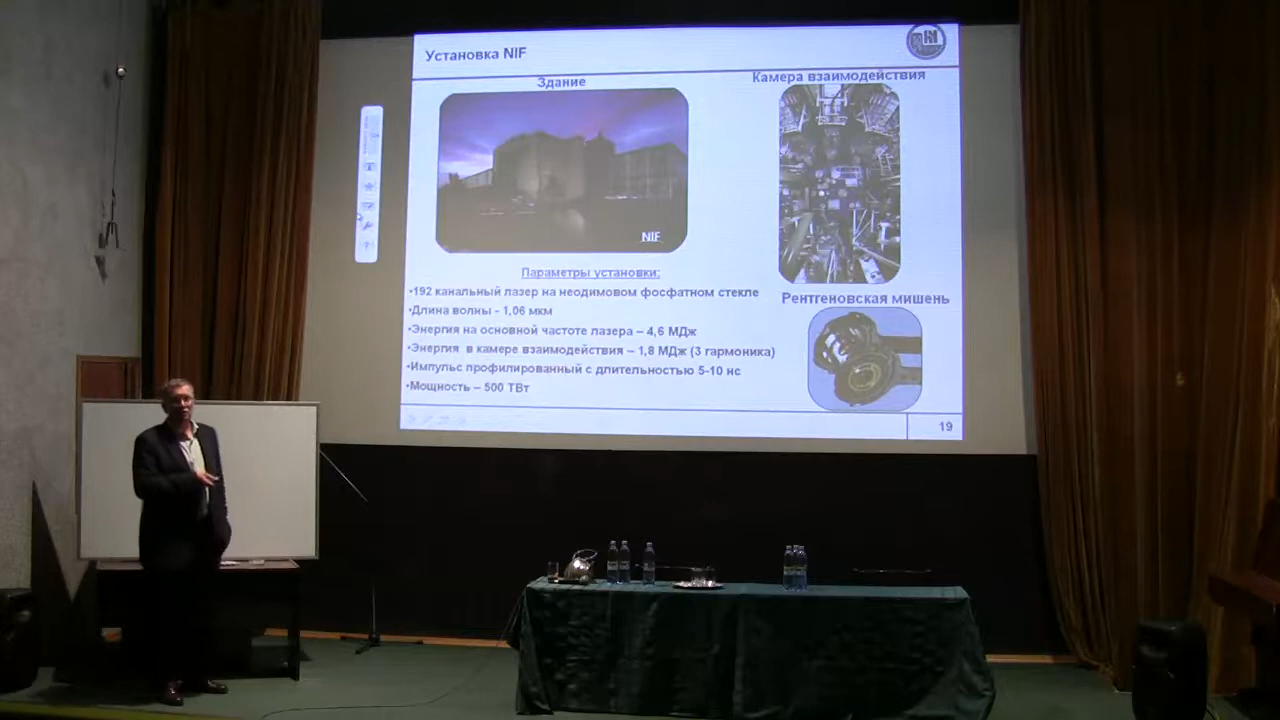 Установка NIF
Здание
Камера взаимодействия
NIF
Параметры установки:
•192 канальный лазер на неодимовом фосфатном стекле
•Длина волны - 1,06 мкм
•Энергия на основной частоте лазера – 4,6 МДж
•Энергия в камере взаимодействия – 1,8 МДж (3 гармоника)
•Импульс профилированный с длительностью 5-10 нс
•Мощность – 500 ТВт
Рентгеновская мишень
19